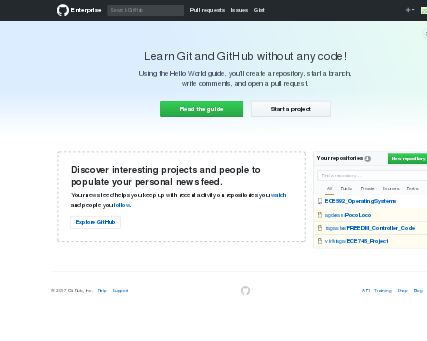 Enterprise
Search GitHub
Pull requests Issues Gist
Learn Git and GitHub without any code!
Using the Hello World guide, you'll create a repository, start a branch,
write comments, and open a pull request.
Read the guide
Start a project
Discover interesting projects and people to
populate your personal news feed.
Your news feed helps you keep up with recent activity on repositories you watch
and people you follow.
Explore GitHub
Your repositories 4
New repository
Find a repository…
All Public Private Sources Forks
ECE592_OperatingSystems
/PocoLoco
/FREEDM_Controller_Code
/ECE745_Project
© 2017 GitHub, Inc. Help Support
API Training Shop Blog